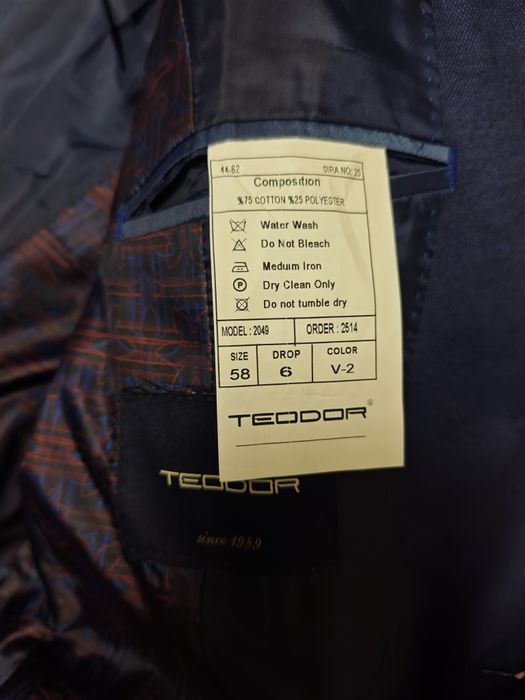 44-62 SIRA NO: 25
Composition
%75 COTTON %25 POLYESTER
Water Wash
Do Not Bleach
Medium Iron
P Dry Clean Only
Do not tumble dry
MODEL : 2049 ORDER : 2514
SIZE DROP COLOR
58 6 V-2
TEODOR®
TEODOR
since 1989